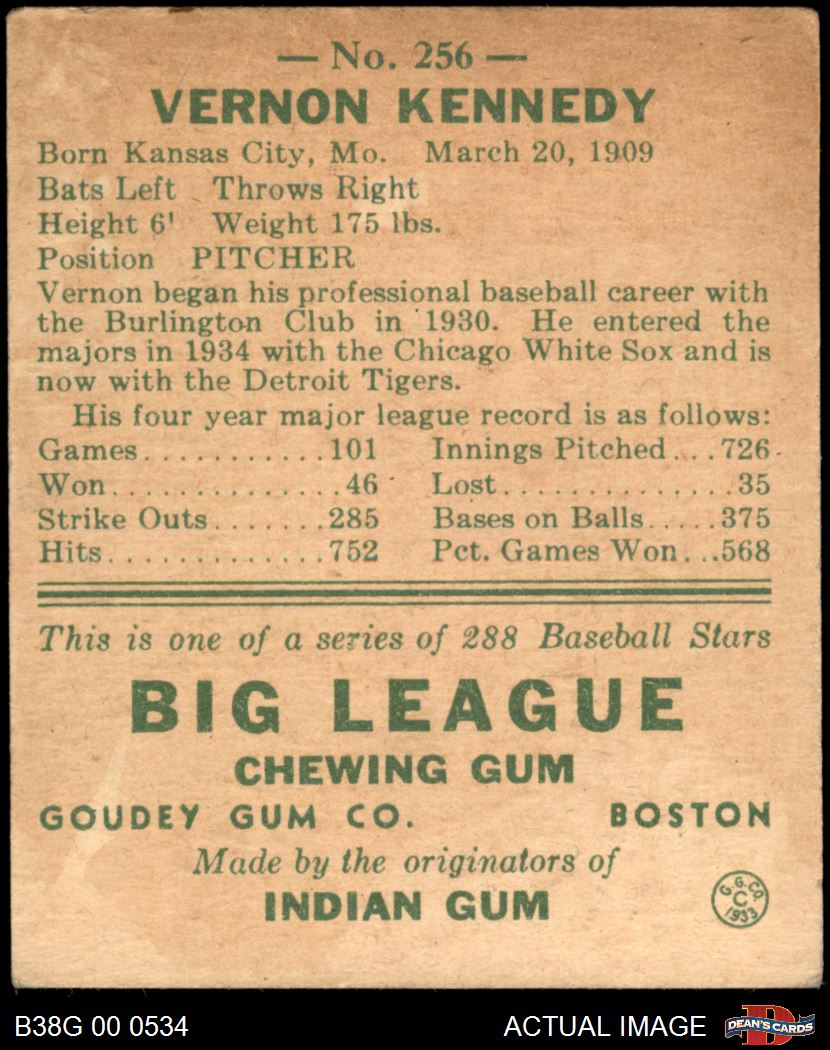 — No. 256 —
VERNON KENNEDY
Born Kansas City, Mo. March 20, 1909
Bats Left Throws Right
Height 6' Weight 175 lbs.
Position PITCHER
Vernon began his professional baseball career with
the Burlington Club in 1930. He entered the
majors in 1934 with the Chicago White Sox and is
now with the Detroit Tigers.
His four year major league record is as follows:
Games...........101 Innings Pitched...726
Won..............46 Lost..............35
Strike Outs.......285 Bases on Balls.....375
Hits.............752 Pct. Games Won...568
This is one of a series of 288 Baseball Stars
BIG LEAGUE
CHEWING GUM
GOUDEY GUM CO. BOSTON
Made by the originators of
INDIAN GUM
G.G.CO.
C
1933
B38G 00 0534 ACTUAL IMAGE D DEAN'S CARDS